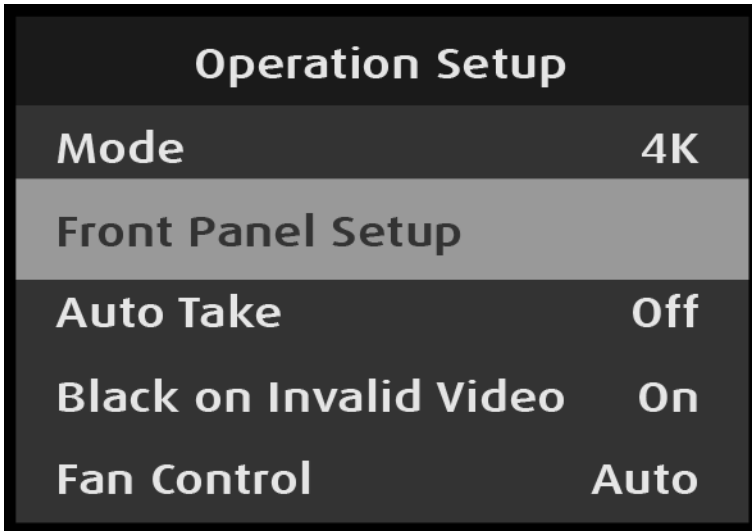 Operation Setup
Mode 4K
Front Panel Setup
Auto Take Off
Black on Invalid Video On
Fan Control Auto